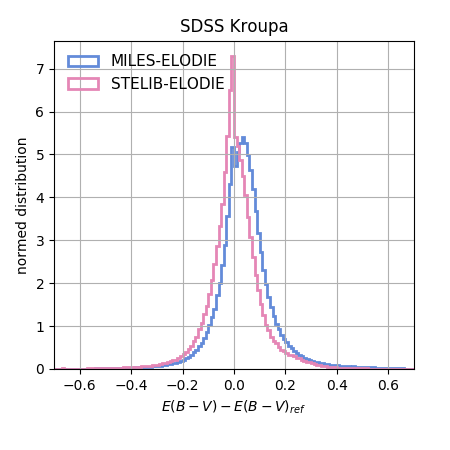 SDSS Kroupa
MILES-ELODIE
STELIB-ELODIE
normed distribution
7
6
5
4
3
2
1
0
−0.6 −0.4 −0.2 0.0 0.2 0.4 0.6
E(B − V) − E(B − V)ref